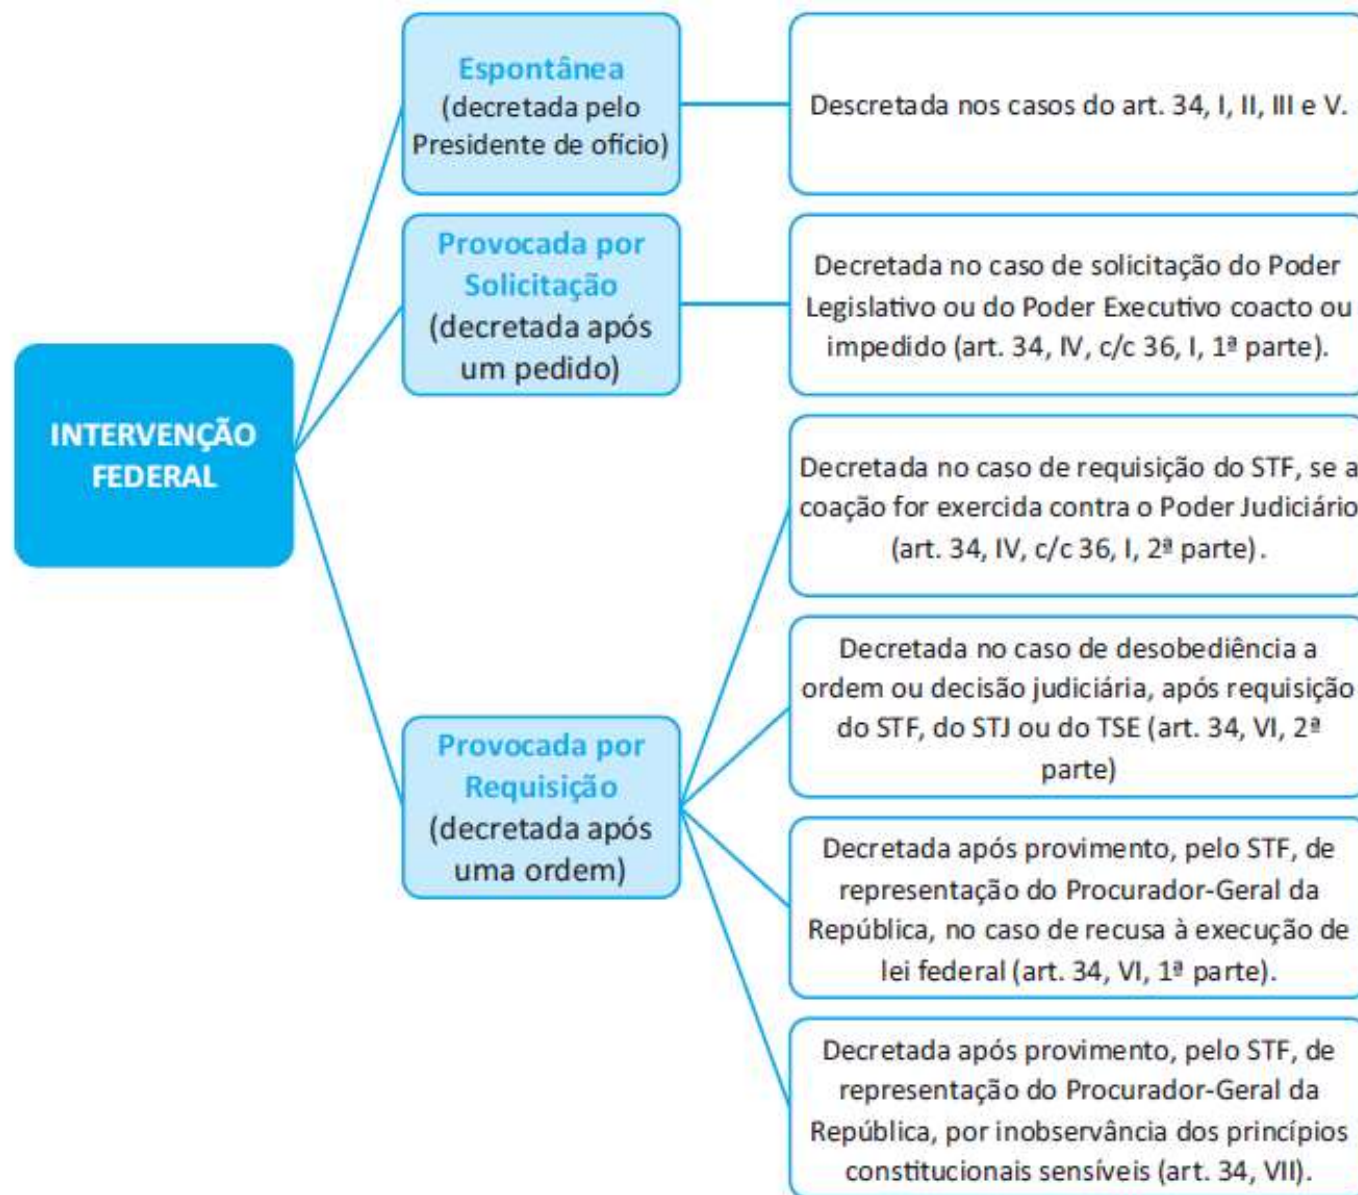 INTERVENÇÃO
FEDERAL
Espontânea
(decretada pelo
Presidente de ofício)
Descretada nos casos do art. 34, I, II, III e V.
Provocada por
Solicitação
(decretada após
um pedido)
Decretada no caso de solicitação do Poder
Legislativo ou do Poder Executivo coacto ou
impedido (art. 34, IV, c/c 36, I, 1ª parte).
Provocada por
Requisição
(decretada após
uma ordem)
Decretada no caso de requisição do STF, se a
coação for exercida contra o Poder Judiciário
(art. 34, IV, c/c 36, I, 2ª parte).
Decretada no caso de desobediência a
ordem ou decisão judiciária, após requisição
do STF, do STJ ou do TSE (art. 34, VI, 2ª
parte)
Decretada após provimento, pelo STF, de
representação do Procurador-Geral da
República, no caso de recusa à execução de
lei federal (art. 34, VI, 1ª parte).
Decretada após provimento, pelo STF, de
representação do Procurador-Geral da
República, por inobservância dos princípios
constitucionais sensíveis (art. 34, VII).